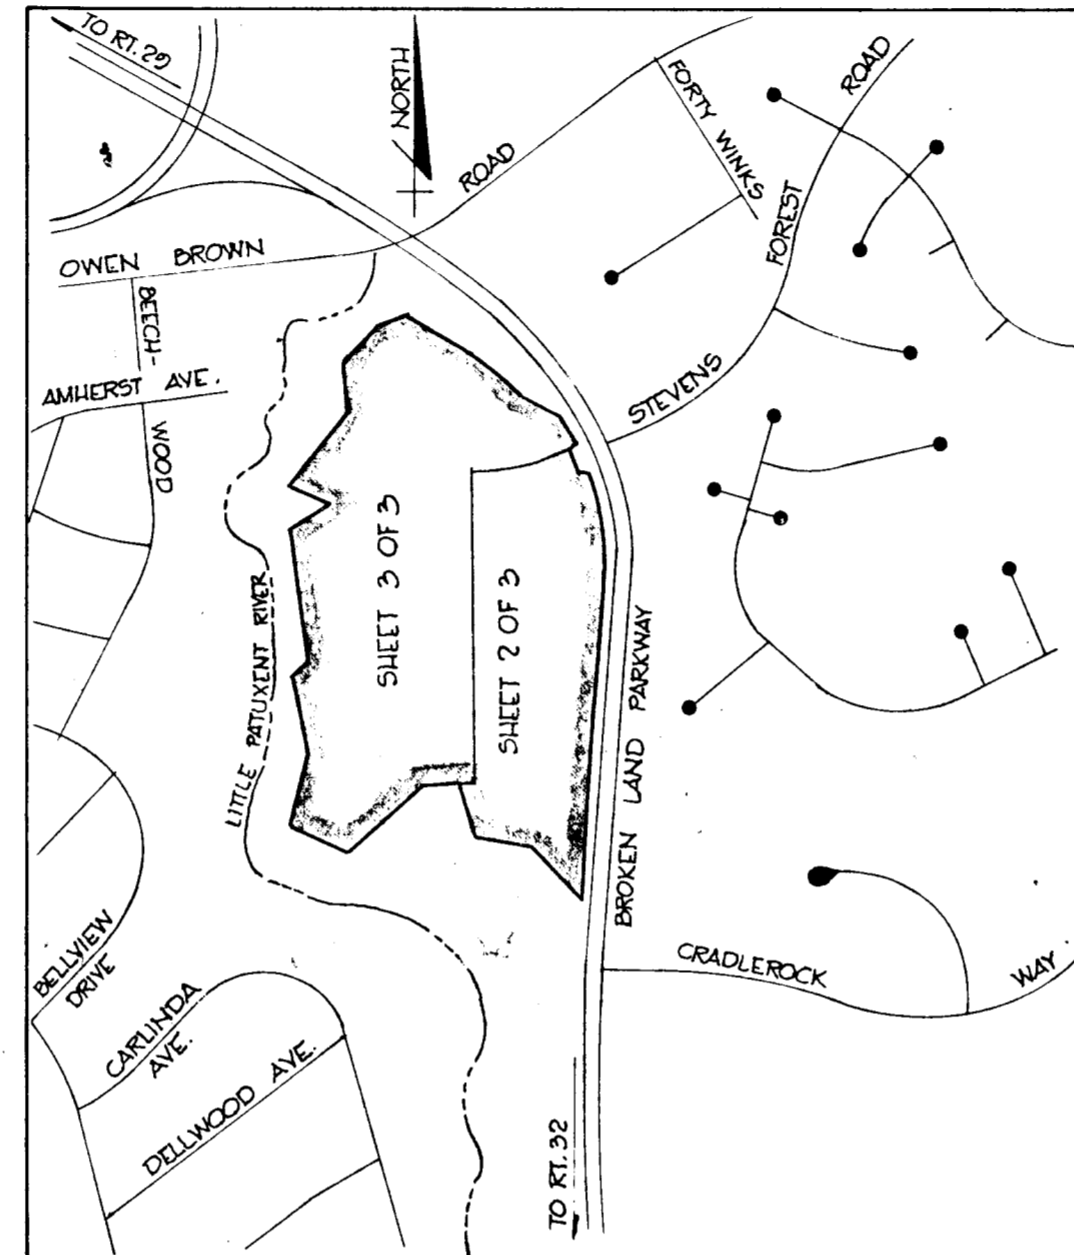 TO RT. 29
NORTH
ROAD
FORTY WINKS
ROAD
FOREST
STEVENS
OWEN BROWN
BEECH-
WOOD
AMHERST AVE.
SHEET 3 OF 3
SHEET 2 OF 3
LITTLE PATUXENT RIVER
BROKEN LAND PARKWAY
BELLVIEW
DRIVE
CARLINDA
AVE.
DELLWOOD AVE.
CRADLEROCK
WAY
TO RT. 32